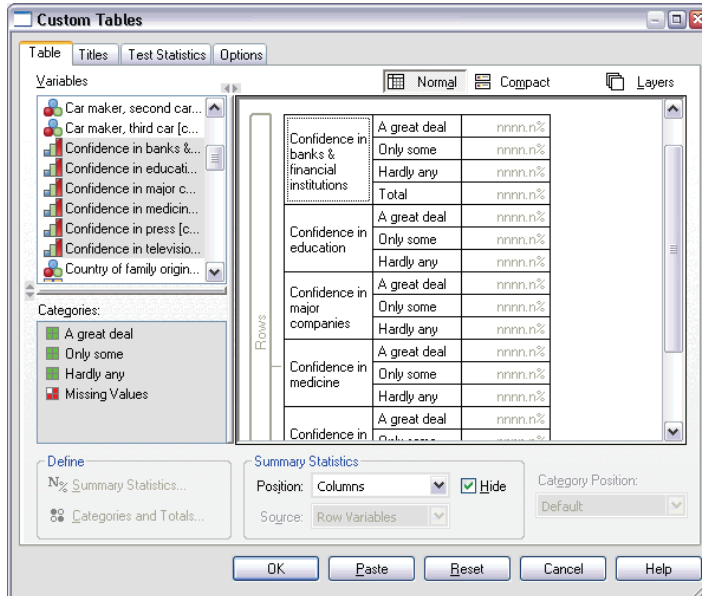 Custom Tables
Table Titles Test Statistics Options
Variables
Normal Compact Layers
Car maker, second car...
Car maker, third car [c...
Confidence in banks &...
Confidence in educati...
Confidence in major c...
Confidence in medicin...
Confidence in press [c...
Confidence in televisio...
Country of family origin...
Categories:
A great deal
Only some
Hardly any
Missing Values
Rows
Confidence in
banks &
financial
institutions
A great deal nnnn.n%
Only some nnnn.n%
Hardly any nnnn.n%
Total nnnn.n%
Confidence in
education
A great deal nnnn.n%
Only some nnnn.n%
Hardly any nnnn.n%
Confidence in
major
companies
A great deal nnnn.n%
Only some nnnn.n%
Hardly any nnnn.n%
Confidence in
medicine
A great deal nnnn.n%
Only some nnnn.n%
Hardly any nnnn.n%
Confidence in
A great deal nnnn.n%
Define
N% Summary Statistics...
Categories and Totals...
Summary Statistics
Position: Columns Hide
Source: Row Variables
Category Position:
Default
OK Paste Reset Cancel Help